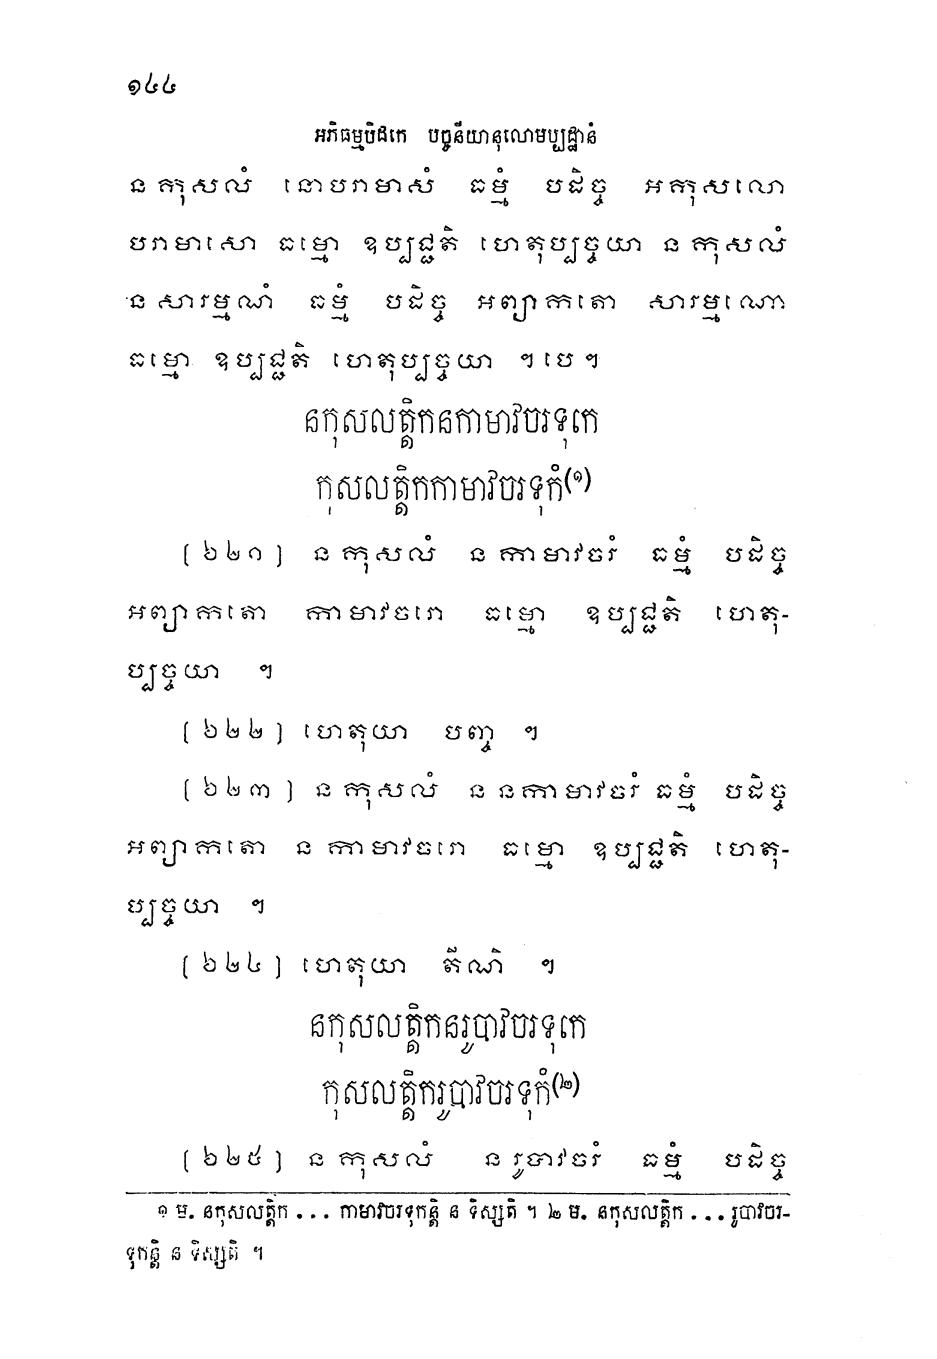 ១៤៤
អភិធម្មបិដកេ បច្ចនីយានុលោមប្បដ្ឋានំ
ន កុសលំ នោបរាមាសំ ធម្មំ បដិច្ច អកុសលោ
បរាមាសោ ធម្មោ ឧប្បជ្ជតិ ហេតុប្បច្ចយា ន កុសលំ
ន សារម្មណំ ធម្មំ បដិច្ច អព្យាកតោ សារម្មណោ
ធម្មោ ឧប្បជ្ជតិ ហេតុប្បច្ចយា ។ បេ ។
នកុសលត្តិកនកាមាវចរទុកេ
កុសលត្តិកកាមាវចរទុកំ(១)
[៦២១] ន កុសលំ ន កាមាវចរំ ធម្មំ បដិច្ច
អព្យាកតោ កាមាវចរោ ធម្មោ ឧប្បជ្ជតិ ហេតុ-
ប្បច្ចយា ។
[៦២២] ហេតុយា បញ្ច ។
[៦២៣] ន កុសលំ ន នកាមាវចរំ ធម្មំ បដិច្ច
អព្យាកតោ ន កាមាវចរោ ធម្មោ ឧប្បជ្ជតិ ហេតុ-
ប្បច្ចយា ។
[៦២៤] ហេតុយា តីណិ ។
នកុសលត្តិកនរូបាវចរទុកេ
កុសលត្តិករូបាវចរទុកំ(២)
[៦២៥] ន កុសលំ ន រូបាវចរំ ធម្មំ បដិច្ច
១ ម. នកុសលត្តិក ... កាមាវចរទុកន្តិ ន ទិស្សតិ ។ ២ ម. នកុសលត្តិក ... រូបាវចរ-
ទុកន្តិ ន ទិស្សតិ ។